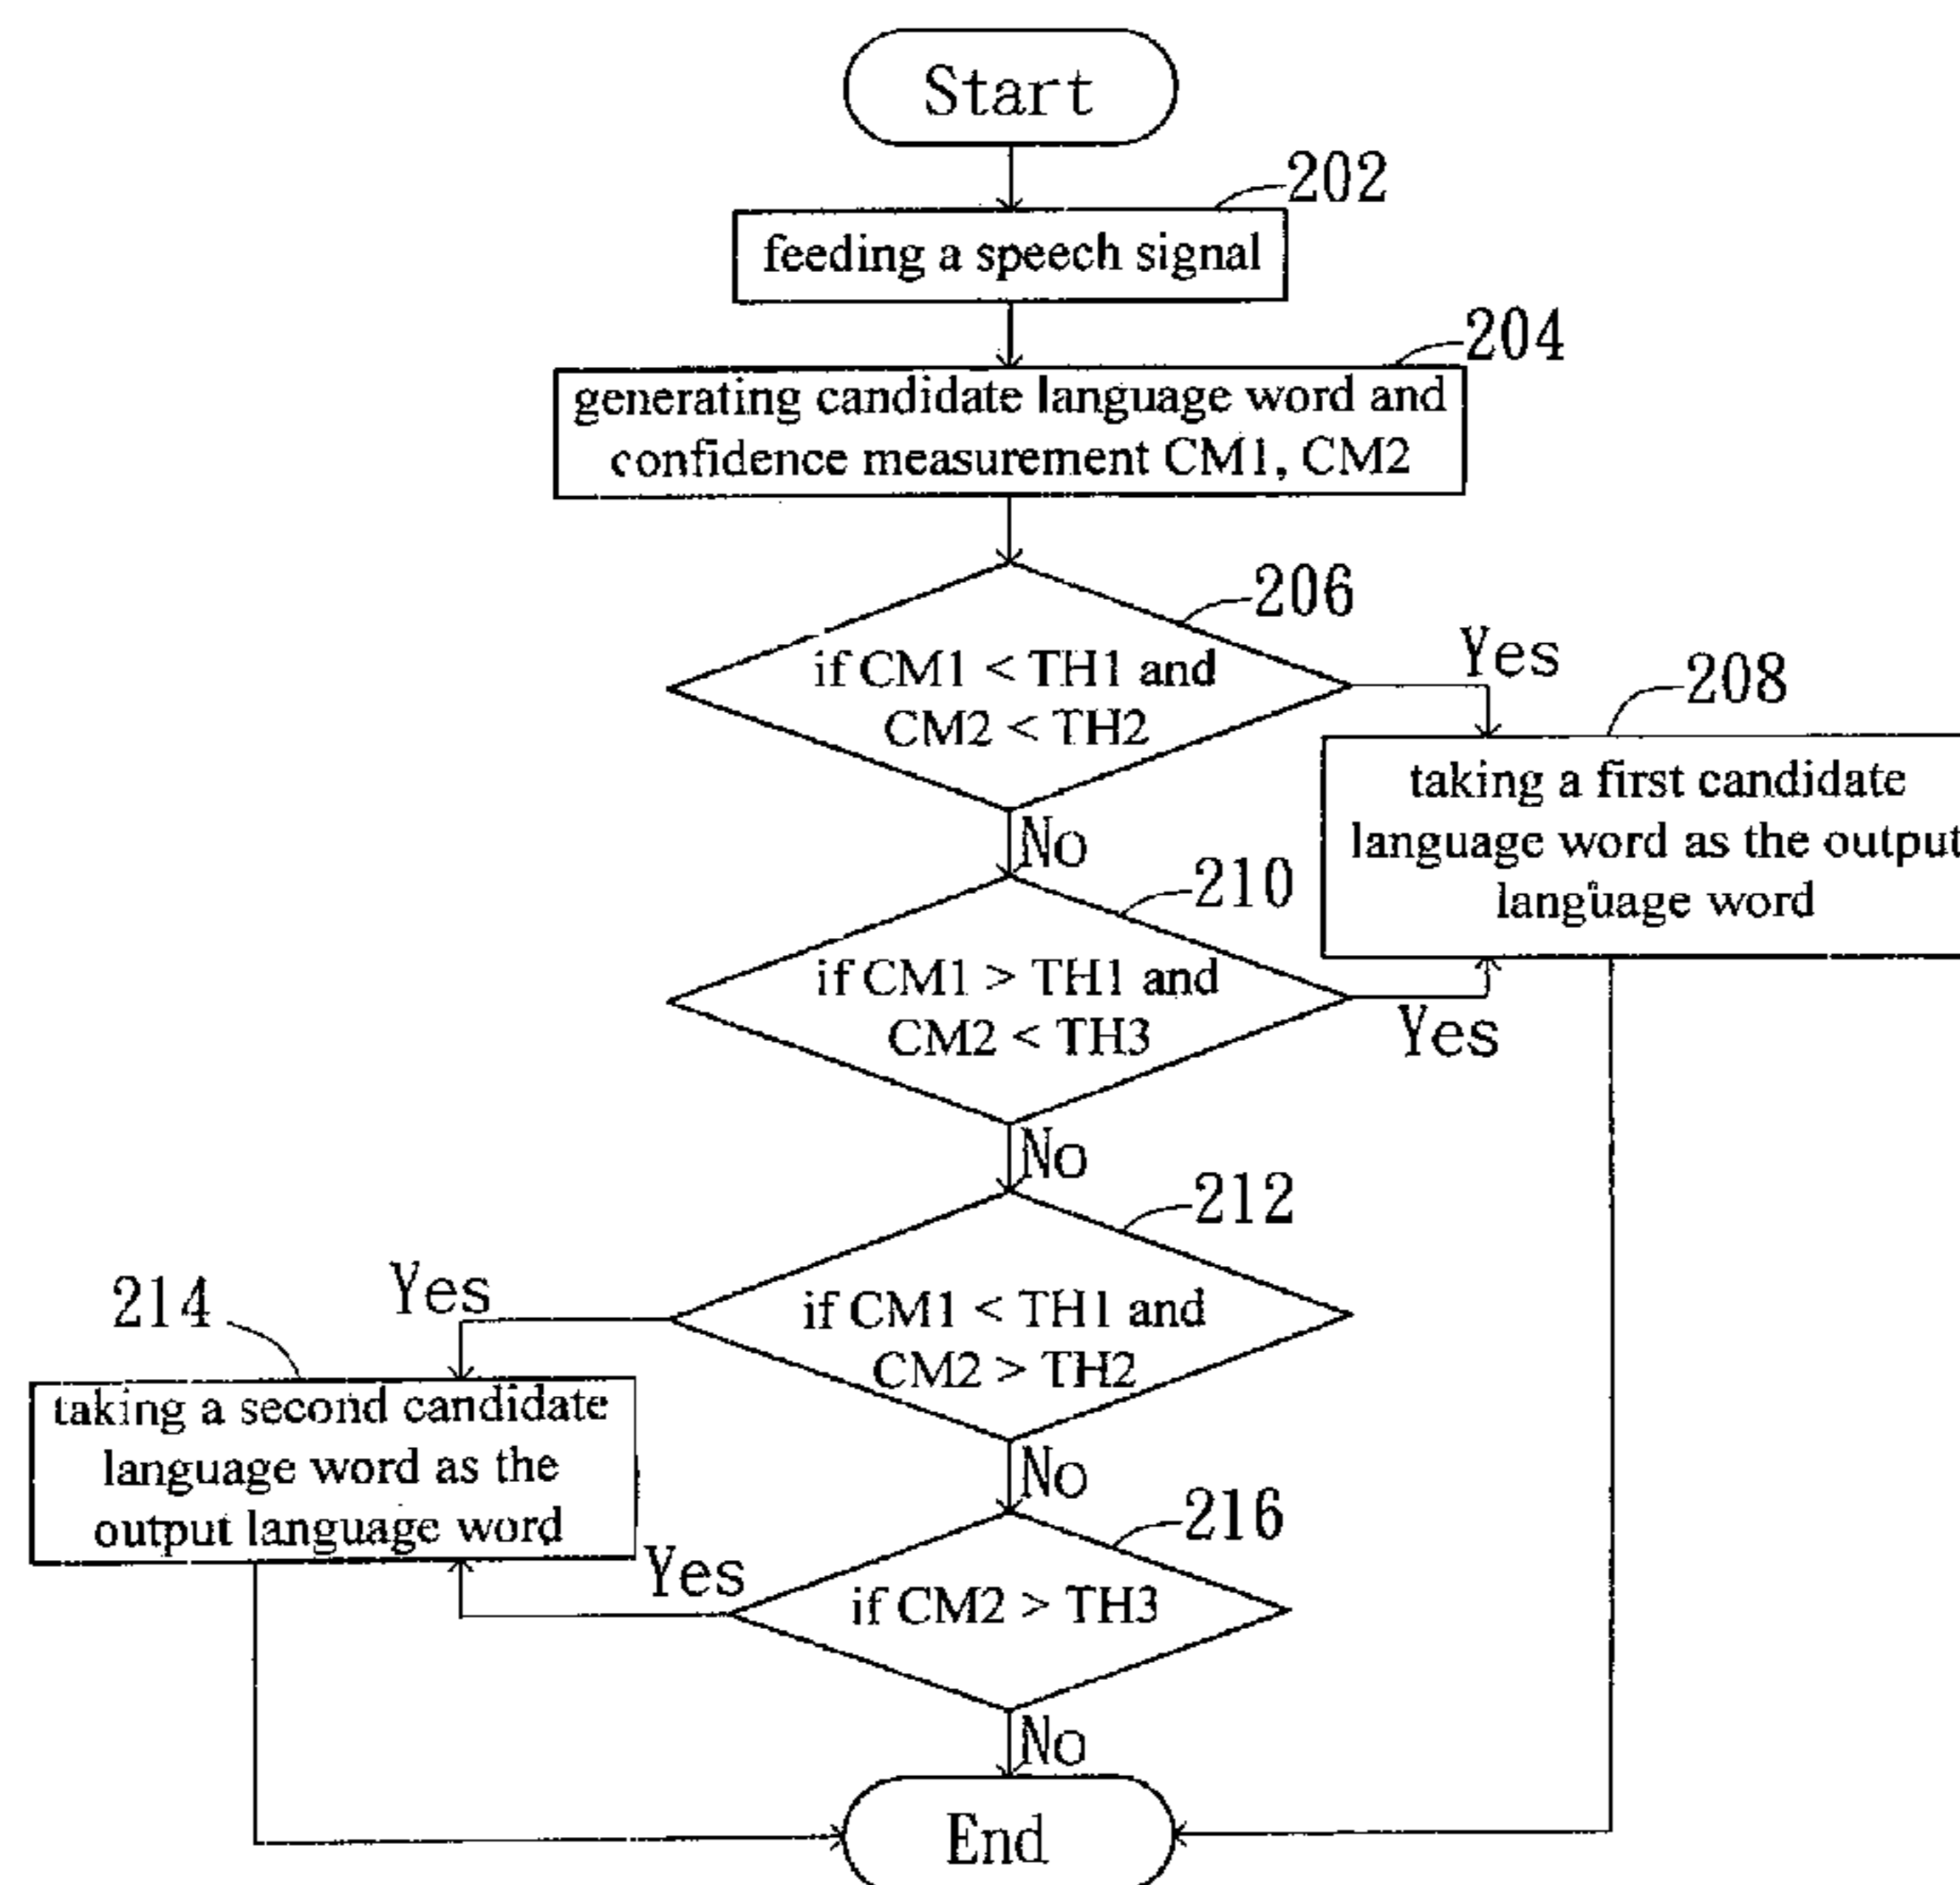 Start
202
feeding a speech signal
204
generating candidate language word and
confidence measurement CM1, CM2
206
if CM1 < TH1 and
CM2 < TH2
Yes
208
taking a first candidate
language word as the output
language word
No
210
if CM1 > TH1 and
CM2 < TH3
Yes
No
212
if CM1 < TH1 and
CM2 > TH2
Yes
214
taking a second candidate
language word as the
output language word
No
216
if CM2 > TH3
Yes
No
End